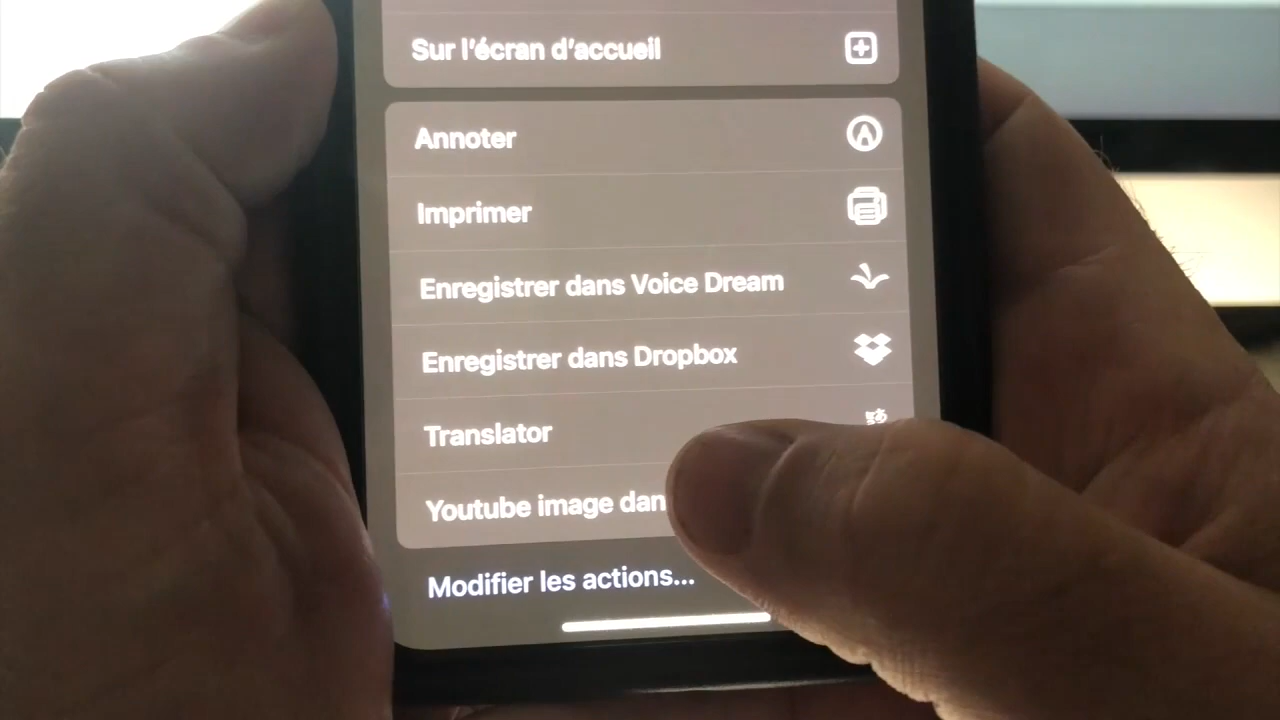 Sur l'écran d'accueil
Annoter
Imprimer
Enregistrer dans Voice Dream
Enregistrer dans Dropbox
Translator
Youtube image dan
Modifier les actions...